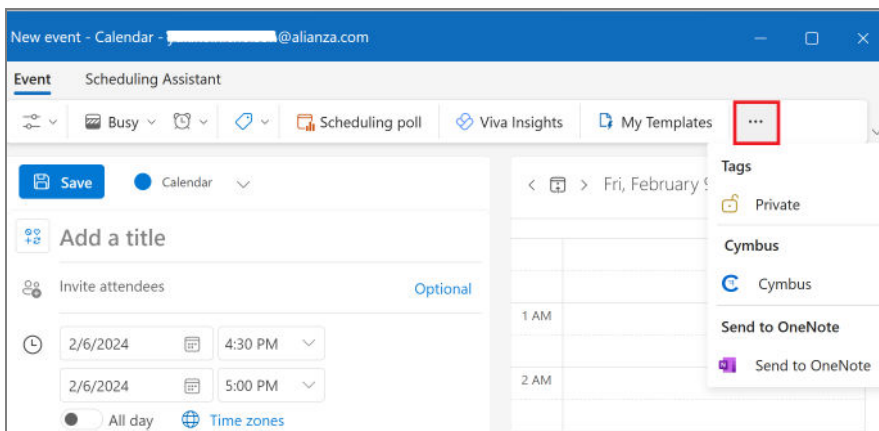 New event - Calendar - @alianza.com
Event Scheduling Assistant
Busy Scheduling poll Viva Insights My Templates ...
Tags
Save Calendar Fri, February 9
Private
Add a title
Cymbus
Invite attendees Optional
Cymbus
1 AM
Send to OneNote
2/6/2024 4:30 PM
Send to OneNote
2/6/2024 5:00 PM
2 AM
All day Time zones